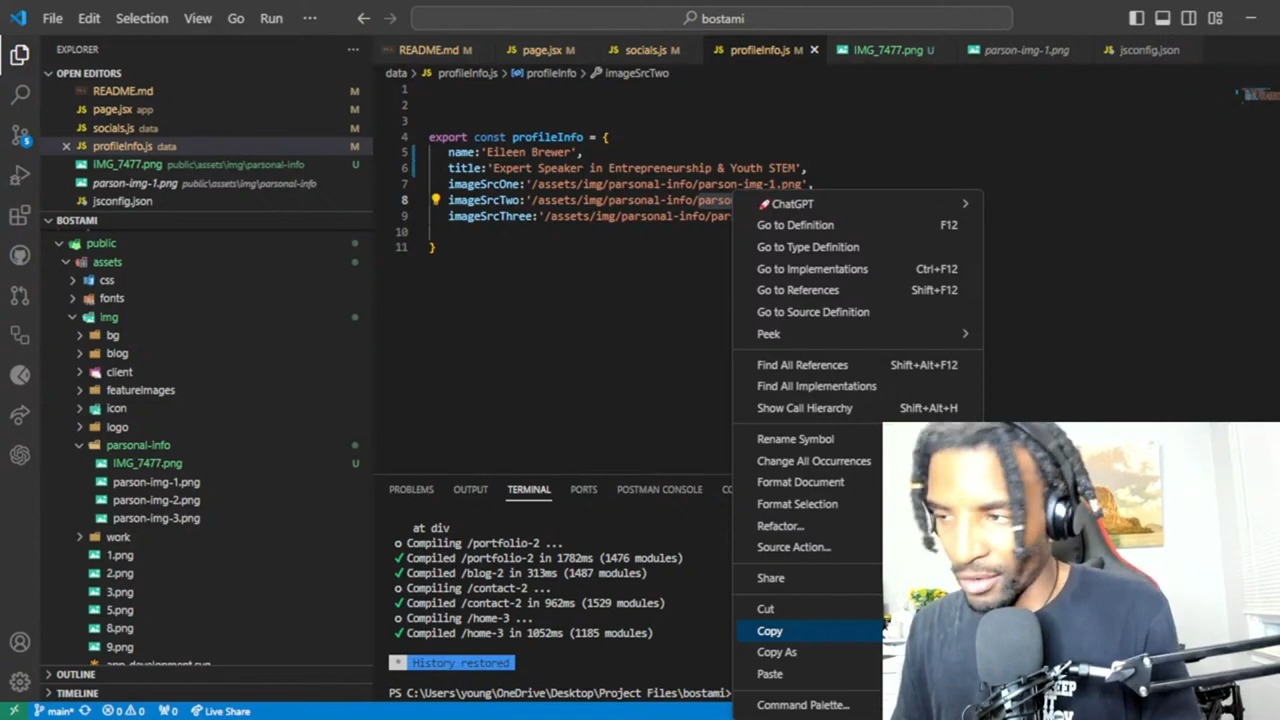 File Edit Selection View Go Run ··· bostami
EXPLORER ···
OPEN EDITORS
README.md M
page.jsx app M
socials.js data M
profileInfo.js data M
IMG_7477.png public\assets\img\parsonal-info U
parson-img-1.png public\assets\img\parsonal-info
jsconfig.json
BOSTAMI
public
assets
css
fonts
img
bg
blog
client
featureImages
icon
logo
parsonal-info
IMG_7477.png U
parson-img-1.png
parson-img-2.png
parson-img-3.png
work
1.png
2.png
3.png
5.png
8.png
9.png
app_development.svg
OUTLINE
TIMELINE
README.md M page.jsx M socials.js M profileInfo.js M IMG_7477.png U parson-img-1.png jsconfig.json
data > JS profileInfo.js > profileInfo > imageSrcTwo
1
2
3
4 export const profileInfo = {
5 name:'Eileen Brewer',
6 title:'Expert Speaker in Entrepreneurship & Youth STEM',
7 imageSrcOne:'/assets/img/parsonal-info/parson-img-1.png',
8 imageSrcTwo:'/assets/img/parsonal-info/parson
9 imageSrcThree:'/assets/img/parsonal-info/par
10
11 }
ChatGPT
Go to Definition F12
Go to Type Definition
Go to Implementations Ctrl+F12
Go to References Shift+F12
Go to Source Definition
Peek
Find All References Shift+Alt+F12
Find All Implementations
Show Call Hierarchy Shift+Alt+H
Rename Symbol
Change All Occurrences
Format Document
Format Selection
Refactor...
Source Action...
Share
Cut
Copy
Copy As
Paste
Command Palette...
PROBLEMS OUTPUT TERMINAL PORTS POSTMAN CONSOLE CO
at div
○ Compiling /portfolio-2 ...
✓ Compiled /portfolio-2 in 1782ms (1476 modules)
✓ Compiled /blog-2 in 313ms (1487 modules)
○ Compiling /contact-2 ...
✓ Compiled /contact-2 in 962ms (1529 modules)
○ Compiling /home-3 ...
✓ Compiled /home-3 in 1052ms (1185 modules)
* History restored
PS C:\Users\young\OneDrive\Desktop\Project Files\bostami>
main* 0 0 0 Live Share